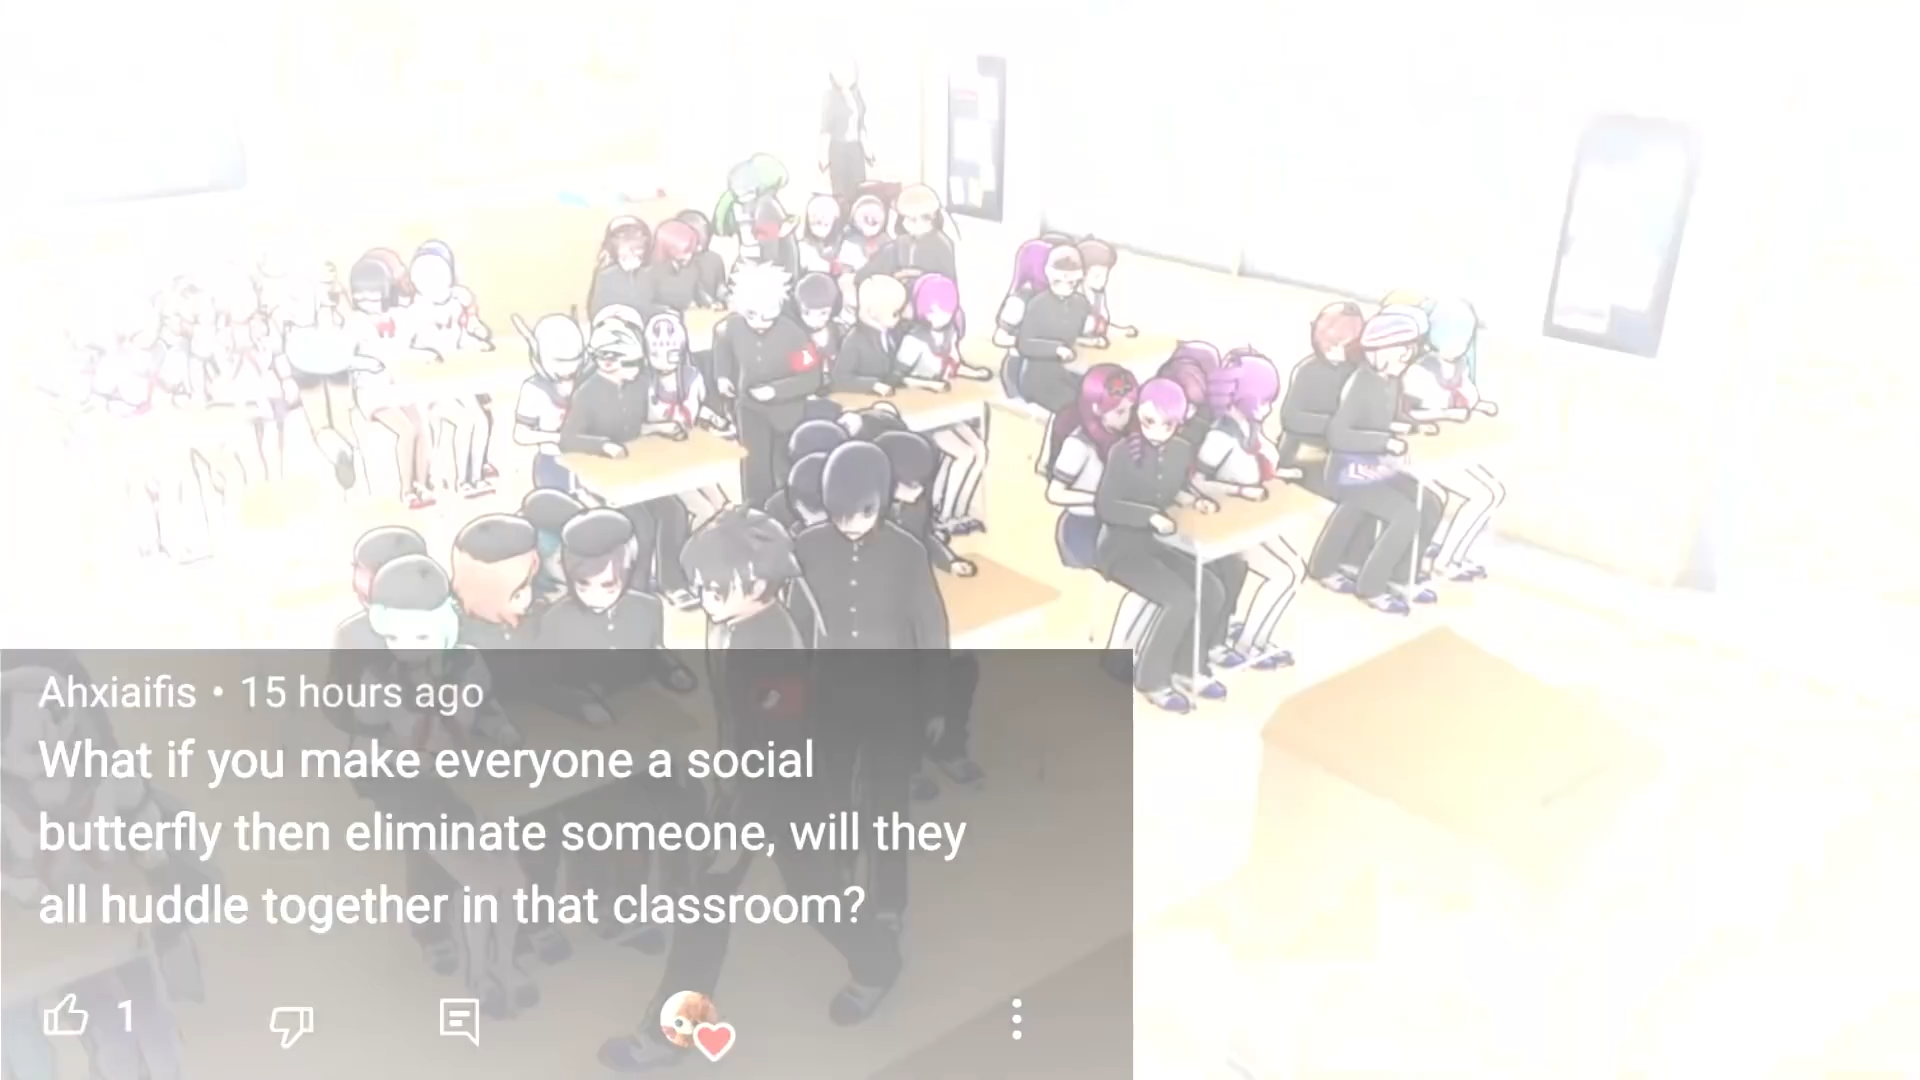 Ahxiaifis • 15 hours ago
What if you make everyone a social
butterfly then eliminate someone, will they
all huddle together in that classroom?
1